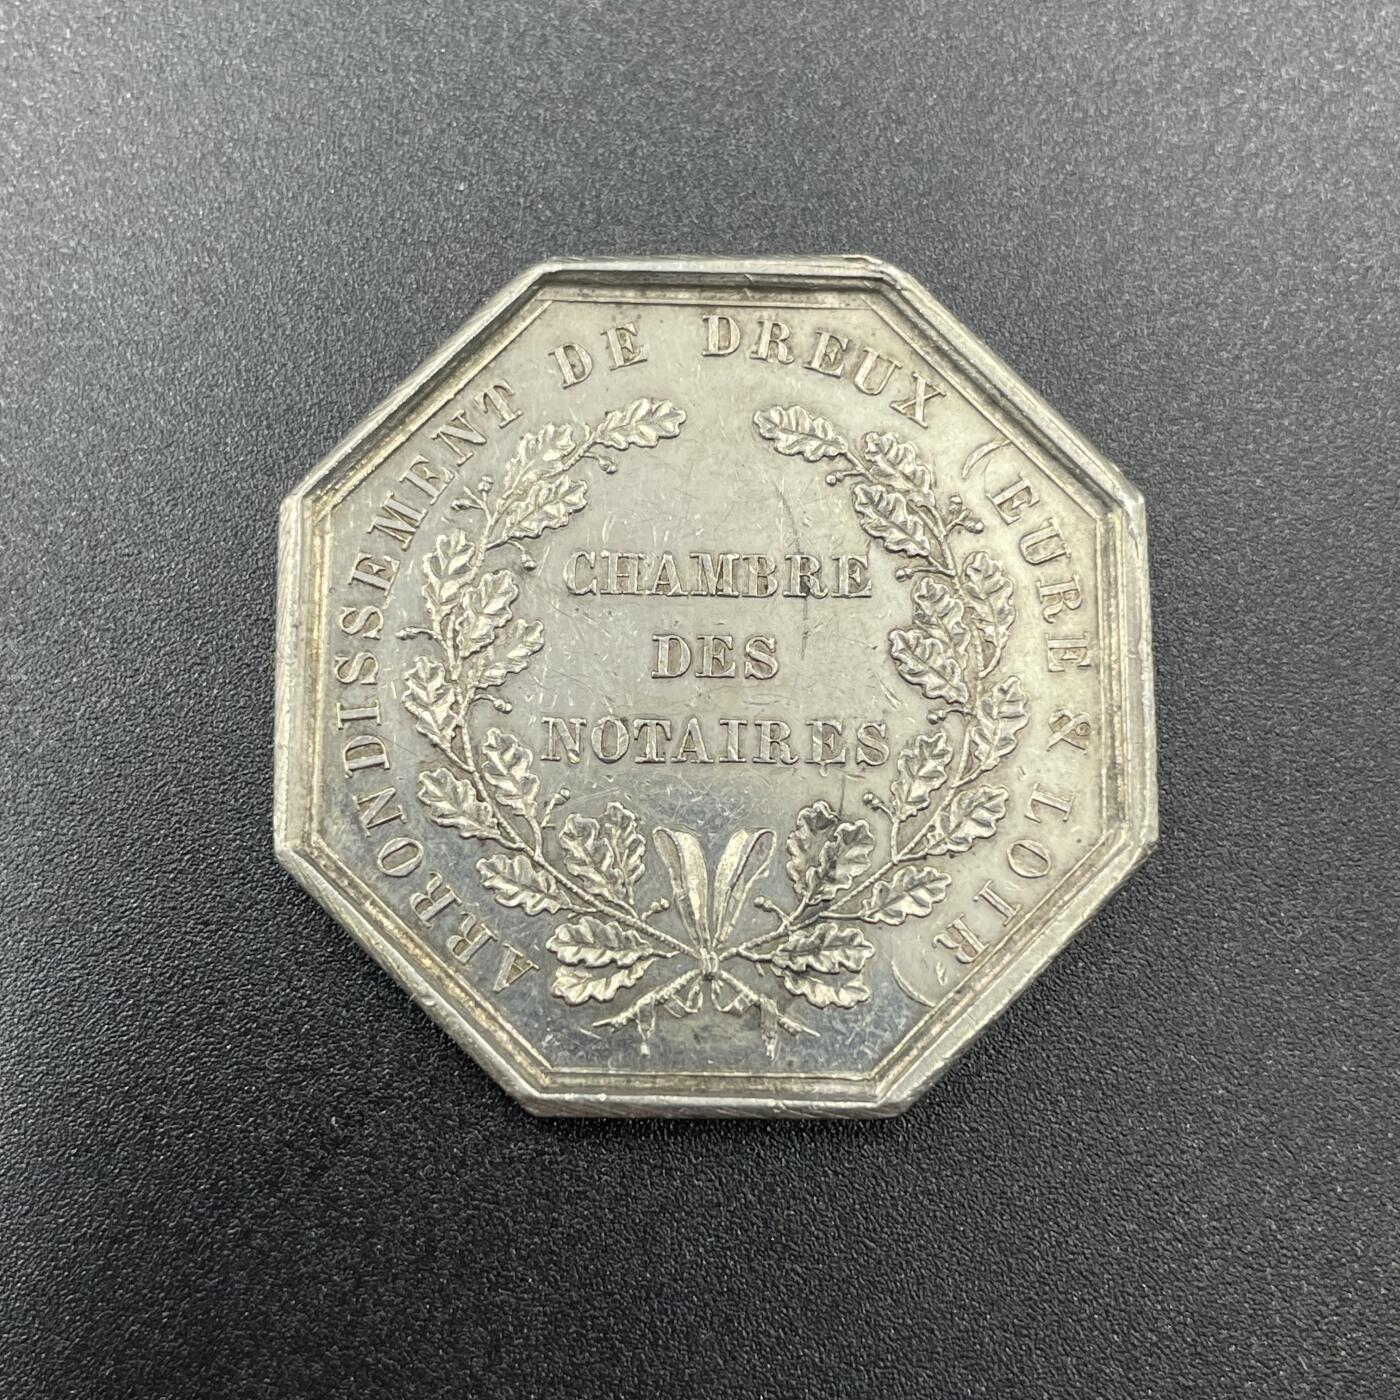 ARRONDISSEMENT DE DREUX (EURE & LOIR)
CHAMBRE
DES
NOTAIRES